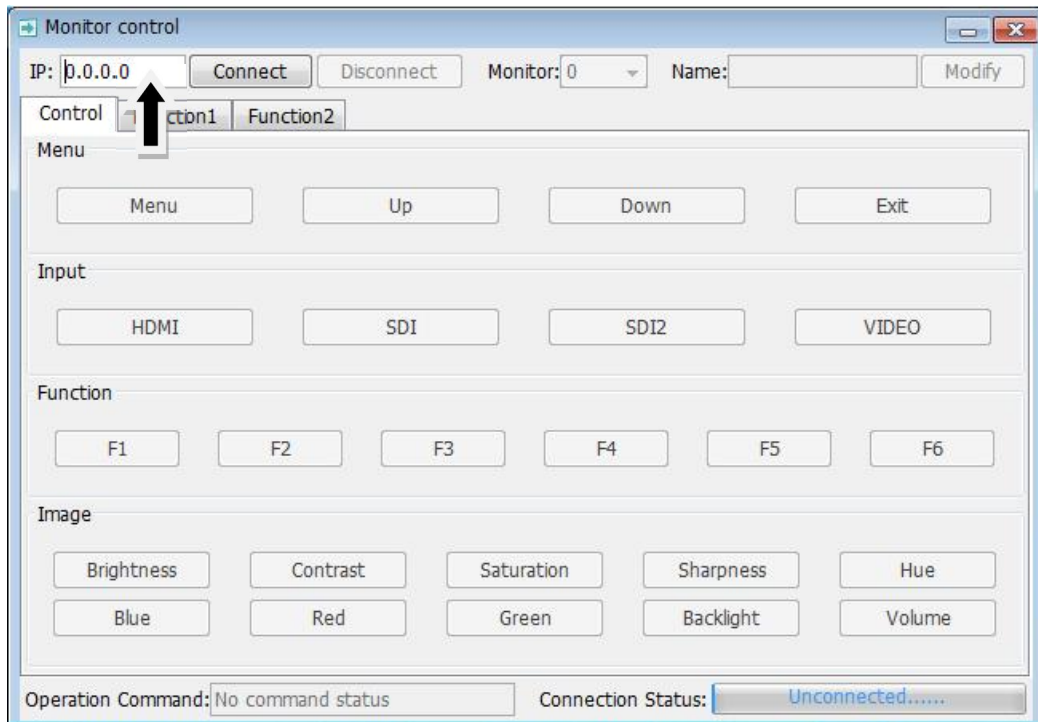 Monitor control
IP: 0.0.0.0 Connect Disconnect Monitor: 0 Name: Modify
Control ction1 Function2
Menu
Menu Up Down Exit
Input
HDMI SDI SDI2 VIDEO
Function
F1 F2 F3 F4 F5 F6
Image
Brightness Contrast Saturation Sharpness Hue
Blue Red Green Backlight Volume
Operation Command: No command status Connection Status: Unconnected......